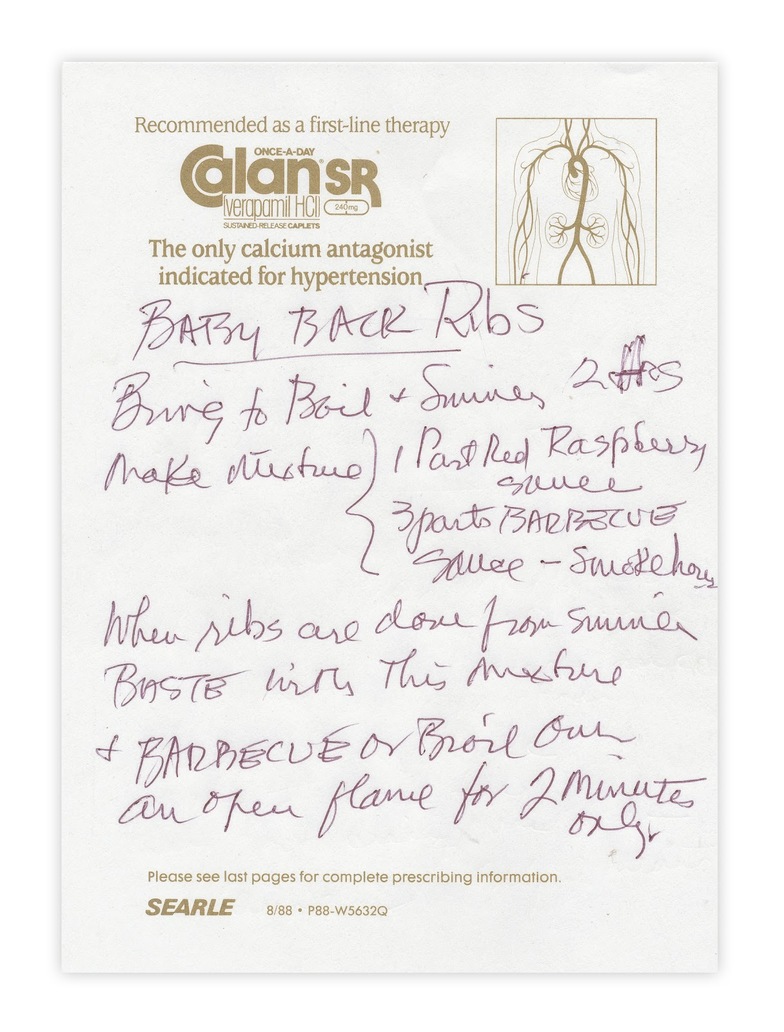 Recommended as a first-line therapy
ONCE-A-DAY
Calan® SR
(verapamil HCl) 240mg
SUSTAINED-RELEASE CAPLETS
The only calcium antagonist
indicated for hypertension
BABY BACK RIBS
Bring to Boil + Simmer 2 HRS
Make Mixture } 1 Part Red Raspberry
sauce
3 parts BARBECUE
Sauce - Smokehouse
When ribs are done from simmer
BASTE with this mixture
+ BARBECUE or Broil over
an open flame for 2 Minutes
only.
Please see last pages for complete prescribing information.
SEARLE 8/88 • P88-W5632Q